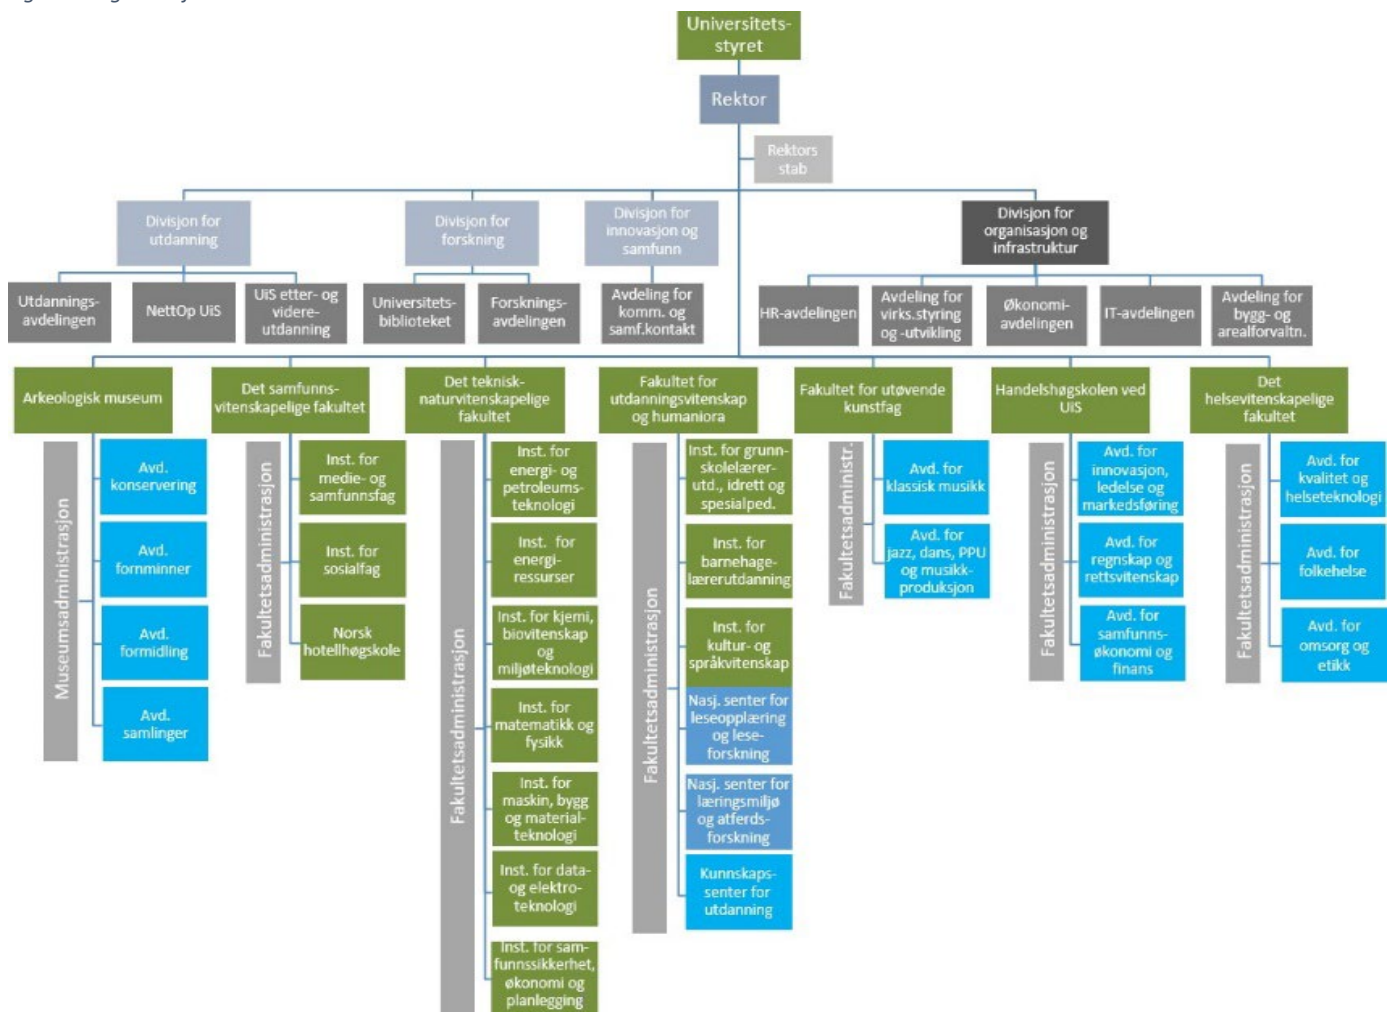 Universitets-
styret
Rektor
Rektors
stab
Divisjon for
utdanning
Divisjon for
forskning
Divisjon for
innovasjon og
samfunn
Divisjon for
organisasjon og
infrastruktur
Utdannings-
avdelingen
NettOp UiS
UiS etter- og
videre-
utdanning
Universitets-
biblioteket
Forsknings-
avdelingen
Avdeling for
komm. og
samf.kontakt
HR-avdelingen
Avdeling for
virks.styring
og -utvikling
Økonomi-
avdelingen
IT-avdelingen
Avdeling for
bygg- og
arealforvaltn.
Arkeologisk museum
Det samfunns-
vitenskapelige fakultet
Det teknisk-
naturvitenskapelige
fakultet
Fakultet for
utdanningsvitenskap
og humaniora
Fakultet for utøvende
kunstfag
Handelshøgskolen ved
UiS
Det
helsevitenskapelige
fakultet
Museumsadministrasjon
Avd.
konservering
Avd.
fornminner
Avd.
formidling
Avd.
samlinger
Fakultetsadministrasjon
Inst. for
medie- og
samfunnsfag
Inst. for
sosialfag
Norsk
hotellhøgskole
Fakultetsadministrasjon
Inst. for
energi- og
petroleums-
teknologi
Inst. for
energi-
ressurser
Inst. for kjemi,
biovitenskap
og
miljøteknologi
Inst. for
matematikk og
fysikk
Inst. for
maskin, bygg
og material-
teknologi
Inst. for data-
og elektro-
teknologi
Inst. for sam-
funnssikkerhet,
økonomi og
planlegging
Fakultetsadministrasjon
Inst. for grunn-
skolelærer-
utd., idrett og
spesialped.
Inst. for
barnehage-
lærerutdanning
Inst. for
kultur- og
språkvitenskap
Nasj. senter for
leseopplæring
og lese-
forskning
Nasj. senter for
læringsmiljø
og atferds-
forskning
Kunnskaps-
senter for
utdanning
Fakultetsadministr.
Avd. for
klassisk musikk
Avd. for
jazz, dans, PPU
og musikk-
produksjon
Fakultetsadministrasjon
Avd. for
innovasjon,
ledelse og
markedsføring
Avd. for
regnskap og
rettsvitenskap
Avd. for
samfunns-
økonomi og
finans
Fakultetsadministrasjon
Avd. for
kvalitet og
helseteknologi
Avd. for
folkehelse
Avd. for
omsorg og
etikk